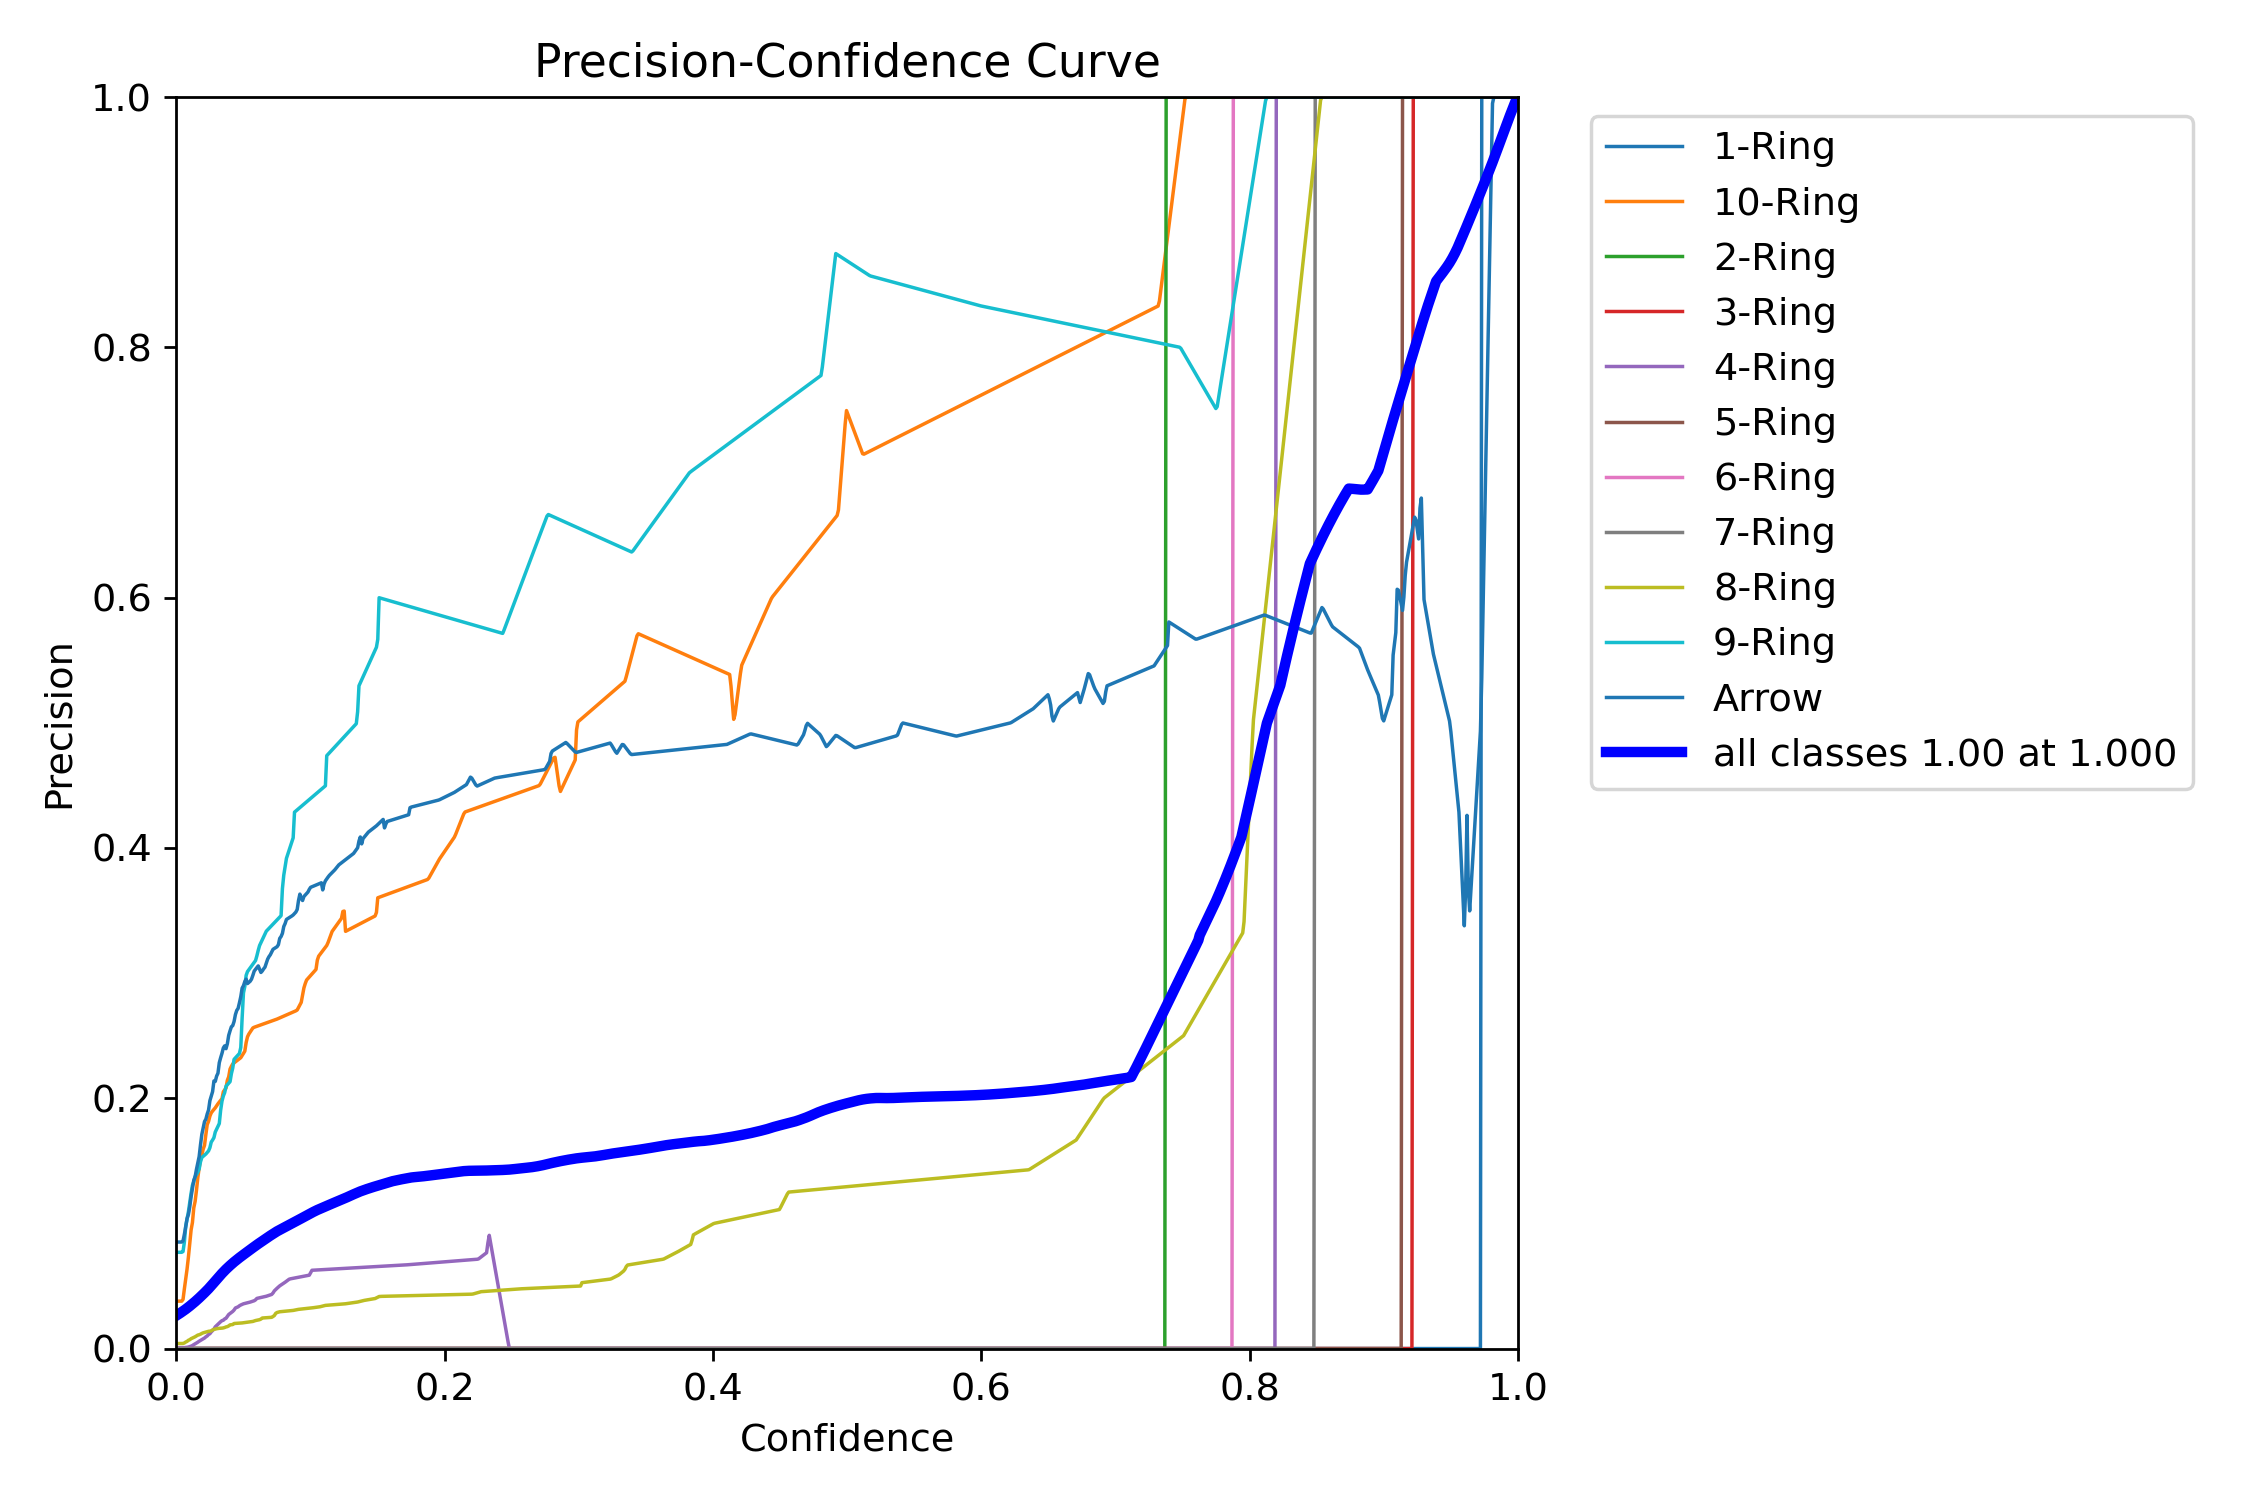 Precision-Confidence Curve
1.0
0.8
0.6
0.4
0.2
0.0
Precision
0.0 0.2 0.4 0.6 0.8 1.0
Confidence
1-Ring
10-Ring
2-Ring
3-Ring
4-Ring
5-Ring
6-Ring
7-Ring
8-Ring
9-Ring
Arrow
all classes 1.00 at 1.000